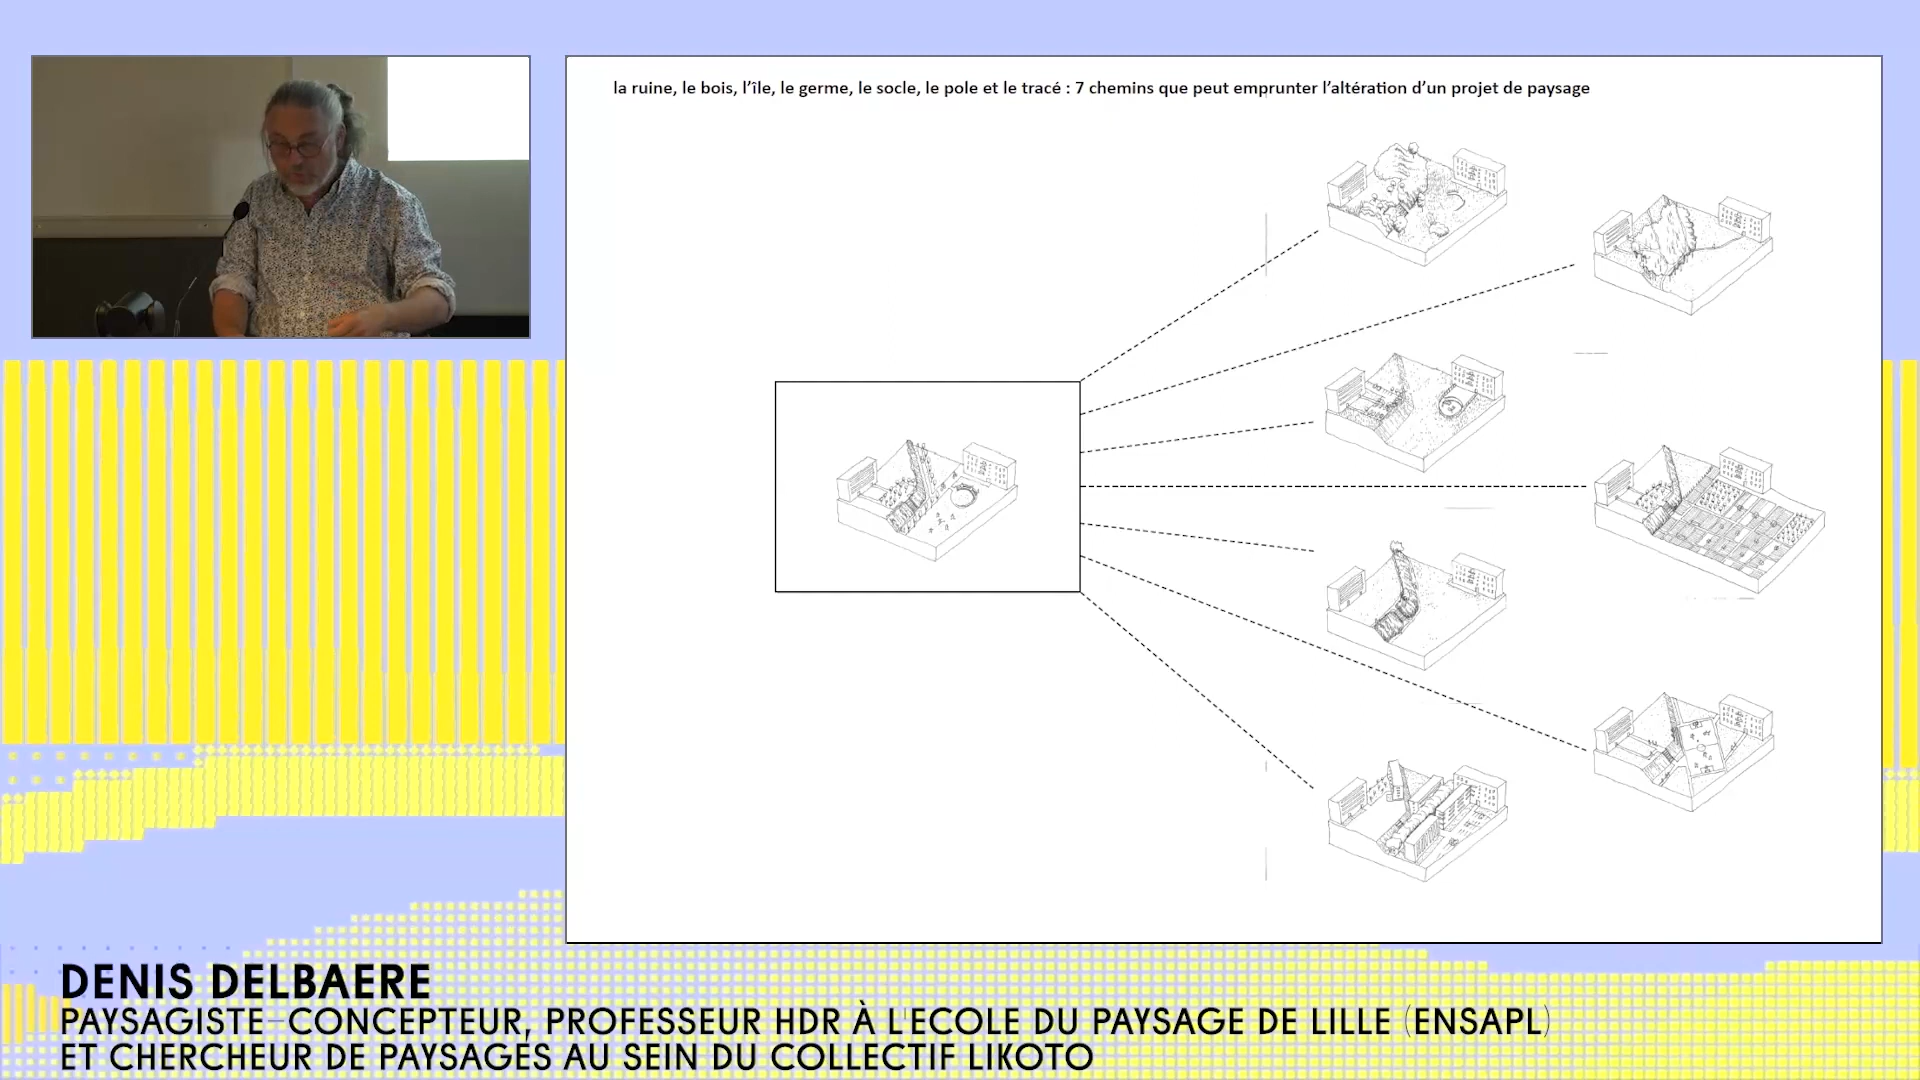 la ruine, le bois, l’île, le germe, le socle, le pole et le tracé : 7 chemins que peut emprunter l’altération d’un projet de paysage
DENIS DELBAERE
PAYSAGISTE-CONCEPTEUR, PROFESSEUR HDR À L'ECOLE DU PAYSAGE DE LILLE (ENSAPL)
ET CHERCHEUR DE PAYSAGES AU SEIN DU COLLECTIF LIKOTO